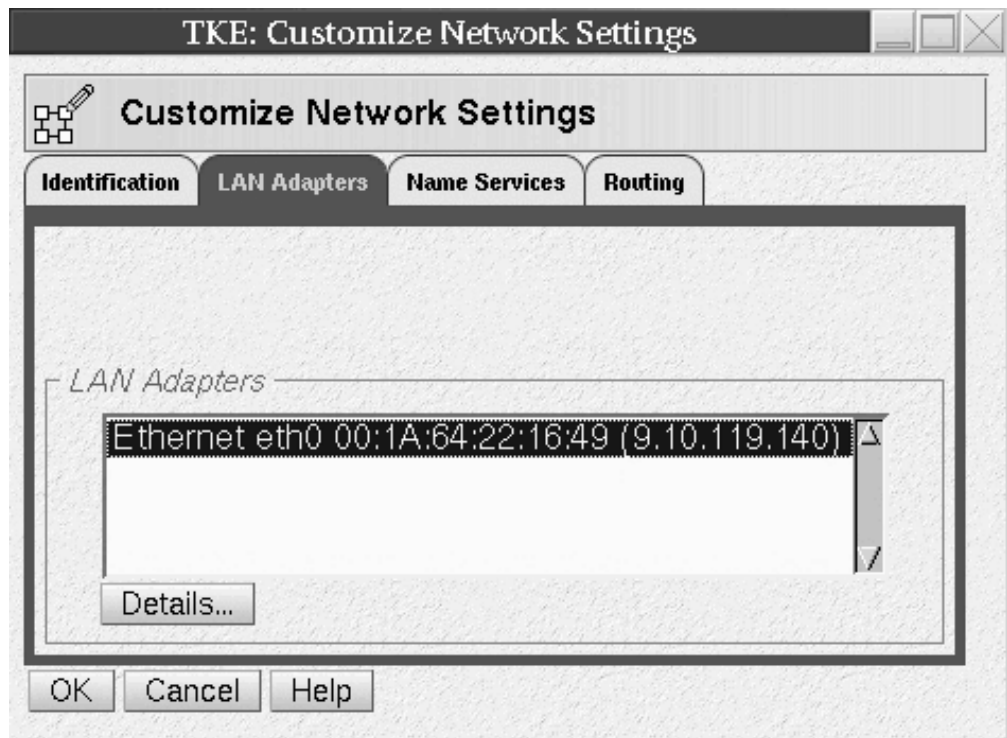 TKE: Customize Network Settings
Customize Network Settings
Identification LAN Adapters Name Services Routing
LAN Adapters
Ethernet eth0 00:1A:64:22:16:49 (9.10.119.140)
Details...
OK Cancel Help